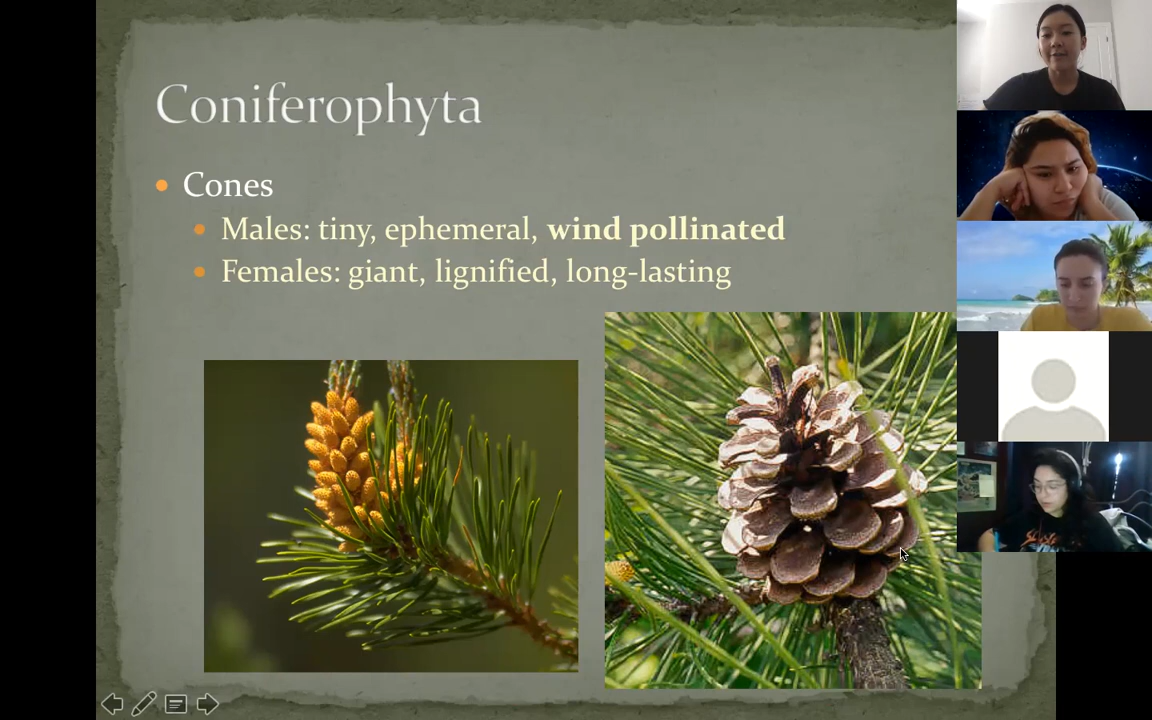 Coniferophyta
Cones
Males: tiny, ephemeral, wind pollinated
Females: giant, lignified, long-lasting